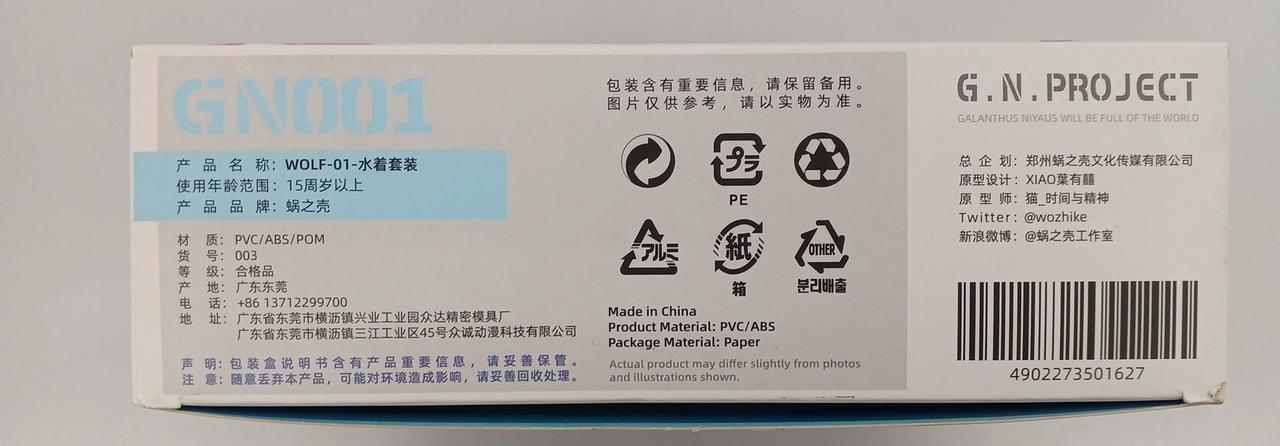 GN001
产品名称：WOLF-01-水着套装
使用年龄范围：15周岁以上
产品品牌：蜗之壳
材质：PVC/ABS/POM
货号：003
等级：合格品
产地：广东东莞
电话：+86 13712299700
地址：广东省东莞市横沥镇兴业工业园众达精密模具厂
广东省东莞市横沥镇三江工业区45号众诚动漫科技有限公司
声明：包装盒说明书含有产品重要信息，请妥善保管。
注意：随意丢弃本产品，可能对环境造成影响，请妥善回收处理。
包装含有重要信息，请保留备用。
图片仅供参考，请以实物为准。
プラ
PE
アルミ
紙
箱
OTHER
분리배출
Made in China
Product Material: PVC/ABS
Package Material: Paper
Actual product may differ slightly from photos
and illustrations shown.
G.N.PROJECT
GALANTHUS NIYAUS WILL BE FULL OF THE WORLD
总企划：郑州蜗之壳文化传媒有限公司
原型设计：XIAO葉有囍
原型师：猫_时间与精神
Twitter：@wozhike
新浪微博：@蜗之壳工作室
4902273501627